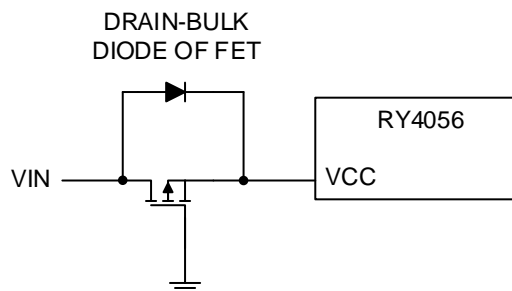 DRAIN-BULK
DIODE OF FET
RY4056
VIN
VCC